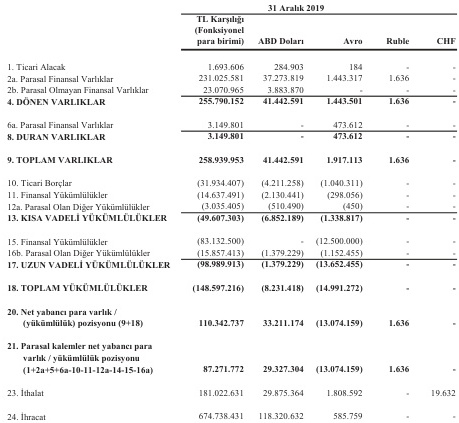 31 Aralık 2019
TL Karşılığı
(Fonksiyonel
para birimi) ABD Doları Avro Ruble CHF
1. Ticari Alacak 1.693.606 284.903 184 - -
2a. Parasal Finansal Varlıklar 231.025.581 37.273.819 1.443.317 1.636 -
2b. Parasal Olmayan Finansal Varlıklar 23.070.965 3.883.870 - - -
4. DÖNEN VARLIKLAR 255.790.152 41.442.591 1.443.501 1.636 -
6a. Parasal Finansal Varlıklar 3.149.801 - 473.612 - -
8. DURAN VARLIKLAR 3.149.801 - 473.612 - -
9. TOPLAM VARLIKLAR 258.939.953 41.442.591 1.917.113 1.636 -
10. Ticari Borçlar (31.934.407) (4.211.258) (1.040.311) - -
11. Finansal Yükümlülükler (14.637.491) (2.130.441) (298.056) - -
12a. Parasal Olan Diğer Yükümlülükler (3.035.405) (510.490) (450) - -
13. KISA VADELİ YÜKÜMLÜLÜKLER (49.607.303) (6.852.189) (1.338.817) - -
15. Finansal Yükümlülükler (83.132.500) - (12.500.000) - -
16b. Parasal Olan Diğer Yükümlülükler (15.857.413) (1.379.229) (1.152.455) - -
17. UZUN VADELİ YÜKÜMLÜLÜKLER (98.989.913) (1.379.229) (13.652.455) - -
18. TOPLAM YÜKÜMLÜLÜKLER (148.597.216) (8.231.418) (14.991.272) - -
20. Net yabancı para varlık /
(yükümlülük) pozisyonu (9+18) 110.342.737 33.211.174 (13.074.159) 1.636 -
21. Parasal kalemler net yabancı para
varlık / yükümlülük pozisyonu
(1+2a+5+6a-10-11-12a-14-15-16a) 87.271.772 29.327.304 (13.074.159) 1.636 -
23. İthalat 181.022.631 29.875.364 1.808.592 - 19.632
24. İhracat 674.738.431 118.320.632 585.759 - -